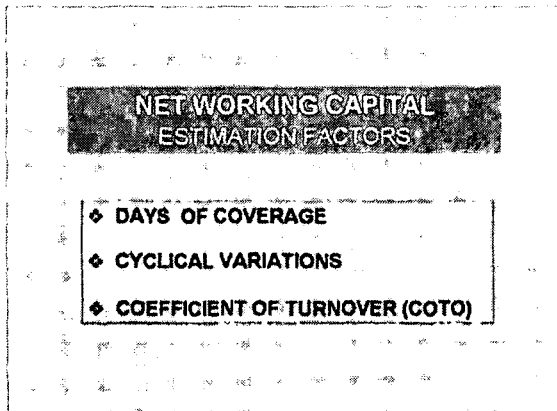 NET WORKING CAPITAL
ESTIMATION FACTORS
❖ DAYS OF COVERAGE
❖ CYCLICAL VARIATIONS
❖ COEFFICIENT OF TURNOVER (COTO)